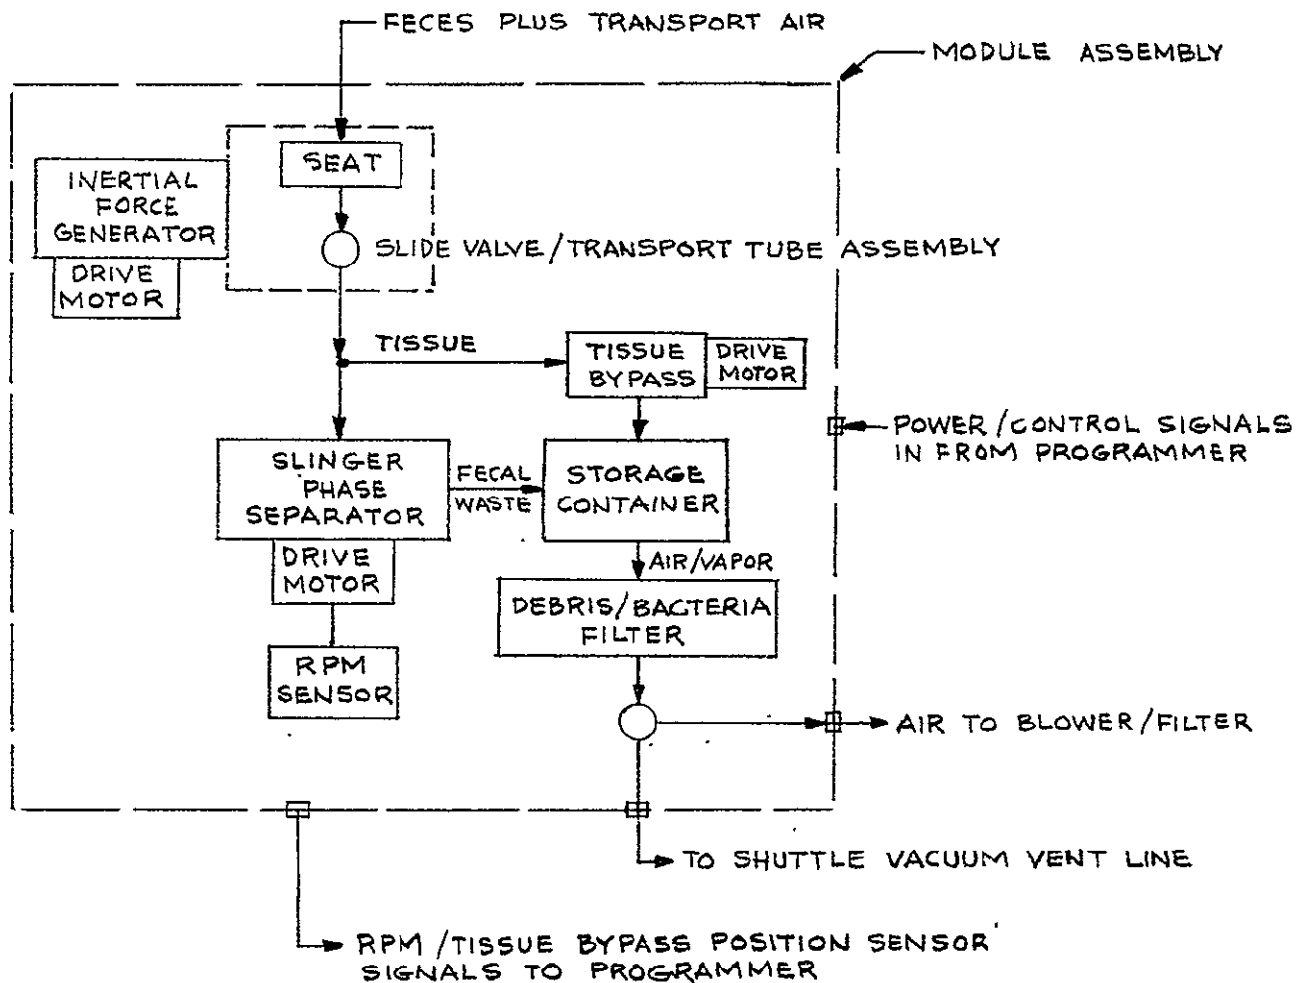 FECES PLUS TRANSPORT AIR
MODULE ASSEMBLY
SEAT
INERTIAL
FORCE
GENERATOR
DRIVE
MOTOR
SLIDE VALVE/TRANSPORT TUBE ASSEMBLY
TISSUE
TISSUE
BYPASS
DRIVE
MOTOR
POWER/CONTROL SIGNALS
IN FROM PROGRAMMER
SLINGER
PHASE
SEPARATOR
FECAL
WASTE
STORAGE
CONTAINER
DRIVE
MOTOR
AIR/VAPOR
DEBRIS/BACTERIA
FILTER
RPM
SENSOR
AIR TO BLOWER/FILTER
TO SHUTTLE VACUUM VENT LINE
RPM/TISSUE BYPASS POSITION SENSOR
SIGNALS TO PROGRAMMER